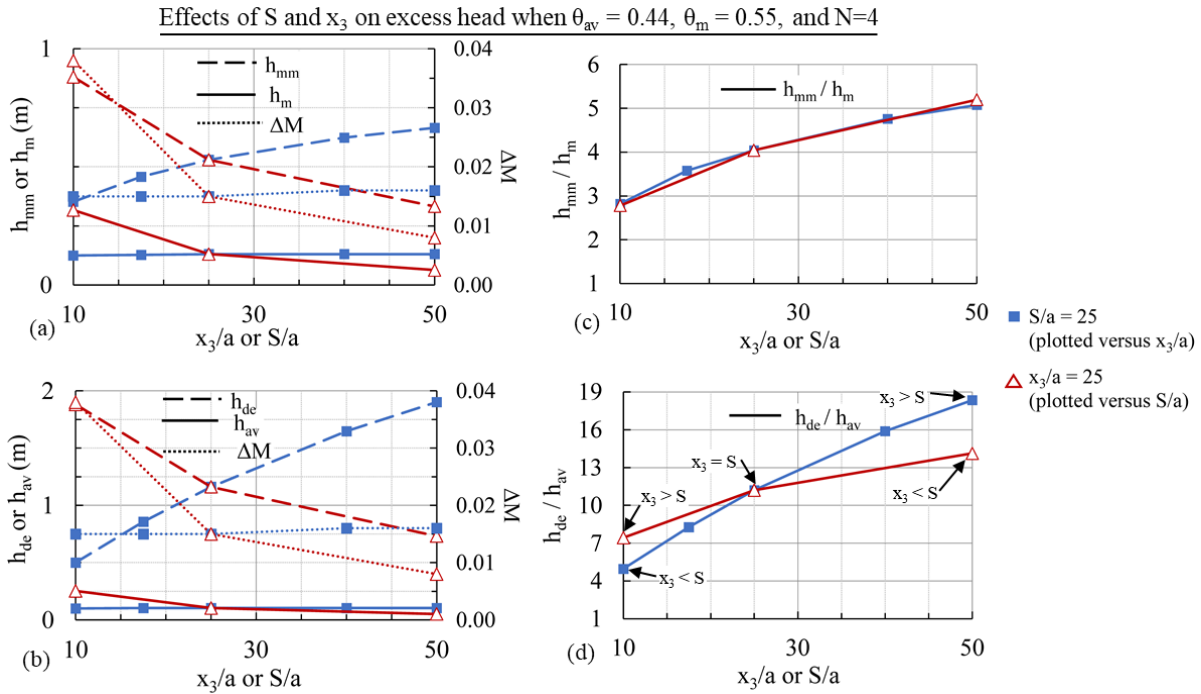 Effects of S and x₃ on excess head when θav = 0.44, θm = 0.55, and N=4
1
0
hmm or hm (m)
hmm
hm
ΔM
0.04
0.03
0.02
0.01
0.00
ΔM
10 30 50
(a)
x₃/a or S/a
6
5
4
3
2
1
hmm / hm
hmm / hm
10 30 50
(c)
x₃/a or S/a
S/a = 25
(plotted versus x₃/a)
x₃/a = 25
(plotted versus S/a)
2
1
0
hde or hav (m)
hde
hav
ΔM
0.04
0.03
0.02
0.01
0.00
ΔM
10 30 50
(b)
x₃/a or S/a
19
16
13
10
7
4
1
hde / hav
hde / hav
x₃ > S
x₃ = S
x₃ > S
x₃ < S
x₃ < S
10 30 50
(d)
x₃/a or S/a